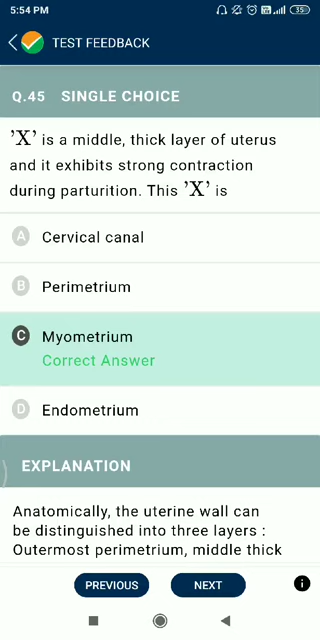 5:54 PM
35
TEST FEEDBACK
Q.45 SINGLE CHOICE
'X' is a middle, thick layer of uterus
and it exhibits strong contraction
during parturition. This 'X' is
A Cervical canal
B Perimetrium
C Myometrium
Correct Answer
D Endometrium
EXPLANATION
Anatomically, the uterine wall can
be distinguished into three layers :
Outermost perimetrium, middle thick
PREVIOUS
NEXT